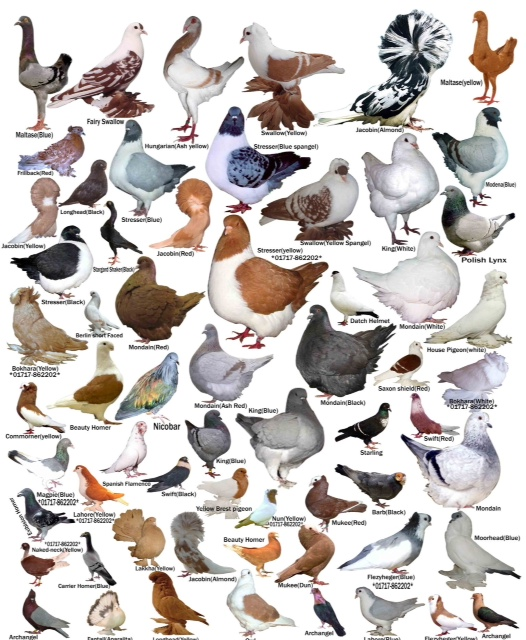 Maltase(Blue)
Fairy Swallow
Hungarian(Ash yellow)
Swallow(Yellow)
Jacobin(Almond)
Maltase(yellow)
Frillback(Red)
Stresser(Blue spangel)
Longheed(Black)
Stresser(Blue)
Modena(Blue)
Jacobin(Yellow)
Jacobin(Red)
Swallow(Yellow Spangel)
King(White)
Stresser(yellow)
*01717-862202*
Polish Lynx
Stresser(Black)
Berlin short Faced
Mondain(Red)
Datch Helmet
Mondain(White)
House Pigeon(white)
Bokhara(Yellow)
*01717-862202*
Beauty Homer
Nicobar
Mondain(Ash Red)
Mondain(Black)
Saxon shield(Red)
Bokhara(White)
*01717-862202*
Commorner(yellow)
King(Blue)
King(Blue)
Starling
Swift(Red)
Magpie(Blue)
*01717-862202*
Spanish Flamenco
Lahore(Yellow)
*01717-862202*
Swift(Black)
Yellow Brest pigeon
Nun(Yellow)
*01717-862202*
Mukee(Red)
Barb(Black)
Mondain
*01717-862202*
Naked-neck(Yellow)
Carrier Homer(Blue)
Lakkha(Yellow)
Jacobin(Almond)
Beauty Homer
Mukee(Dun)
Flezyheger(Blue)
*01717-862202*
Moorhead(Blue)
Archangel
Archangel